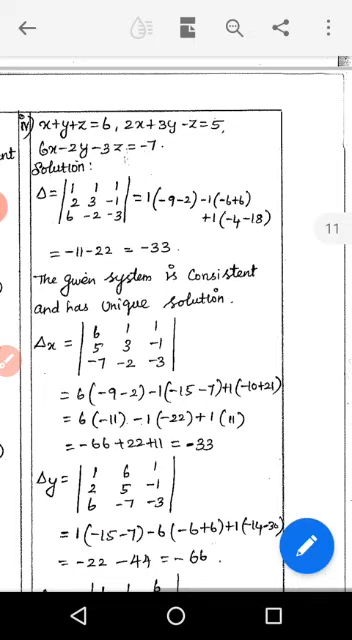 iv) x+y+z=6, 2x+3y-z=5,
6x-2y-3z=-7.
Solution:
Δ = | 1 1 1 |
| 2 3 -1 | = 1(-9-2)-1(-6+6)
| 6 -2 -3 | +1(-4-18)
= -11-22 = -33.
The given system is consistent
and has unique solution.
Δx = | 6 1 1 |
| 5 3 -1 |
| -7 -2 -3 |
= 6(-9-2)-1(-15-7)+1(-10+21)
= 6(-11)-1(-22)+1(11)
= -66+22+11 = -33
Δy = | 1 6 1 |
| 2 5 -1 |
| 6 -7 -3 |
= 1(-15-7)-6(-6+6)+1(-14-30)
= -22-44 = -66.
11